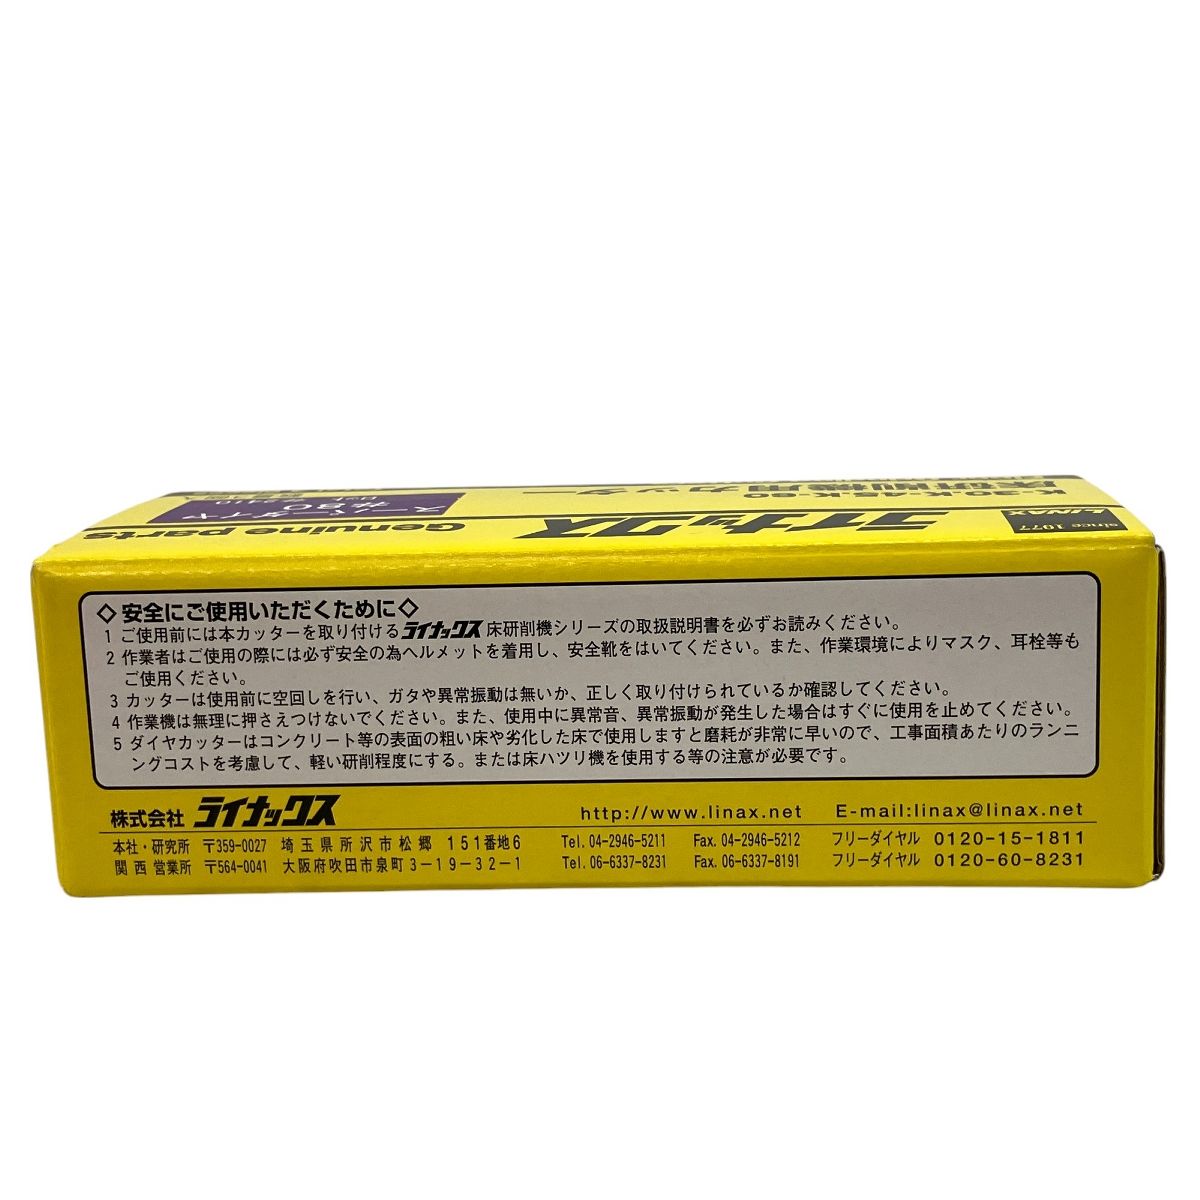 K-30.K-45.K-60
床研削機用カッター
ライナックス
LINAX
since 1977
Genuine parts
スーパーダイヤ
◇ 安全にご使用いただくために◇
1 ご使用前には本カッターを取り付けるライナックス床研削機シリーズの取扱説明書を必ずお読みください。
2 作業者はご使用の際には必ず安全の為ヘルメットを着用し、安全靴をはいてください。また、作業環境によりマスク、耳栓等も
ご使用ください。
3 カッターは使用前に空回しを行い、ガタや異常振動は無いか、正しく取り付けられているか確認してください。
4 作業機は無理に押さえつけないでください。また、使用中に異常音、異常振動が発生した場合はすぐに使用を止めてください。
5 ダイヤカッターはコンクリート等の表面の粗い床や劣化した床で使用しますと磨耗が非常に早いので、工事面積あたりのランニ
ングコストを考慮して、軽い研削程度にする。または床ハツリ機を使用する等の注意が必要です。
株式会社 ライナックス http://www.linax.net E-mail:linax@linax.net
本社・研究所 〒359-0027 埼玉県所沢市松郷 151番地6 Tel. 04-2946-5211 Fax. 04-2946-5212 フリーダイヤル 0120-15-1811
関西営業所 〒564-0041 大阪府吹田市泉町3-19-32-1 Tel. 06-6337-8231 Fax. 06-6337-8191 フリーダイヤル 0120-60-8231